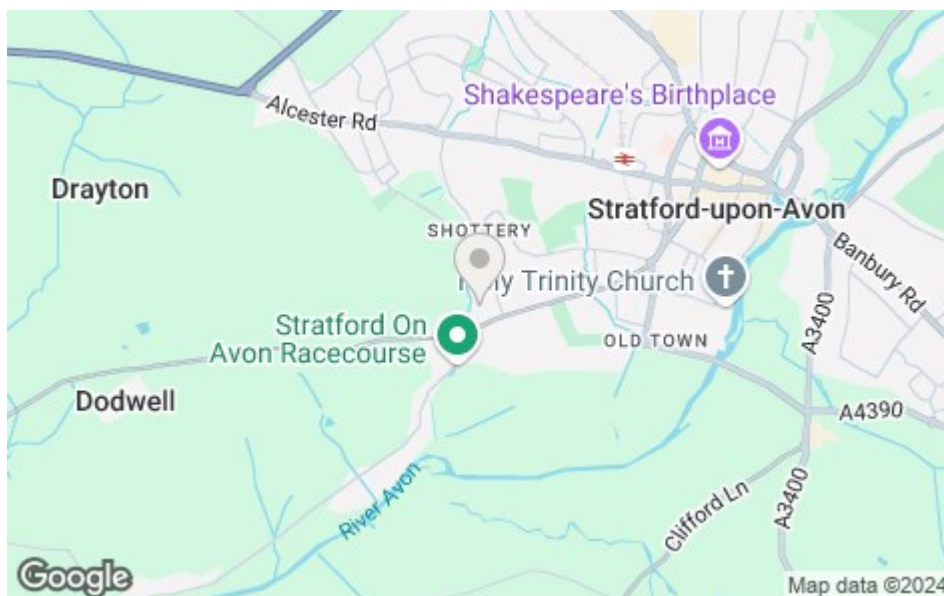 Shakespeare's Birthplace
Alcester Rd
Drayton
Stratford-upon-Avon
SHOTTERY
Banbury Rd
Holy Trinity Church
A3400
Stratford On
Avon Racecourse
OLD TOWN
Dodwell
A4390
River Avon
Clifford Ln
A3400
Google
Map data ©2024